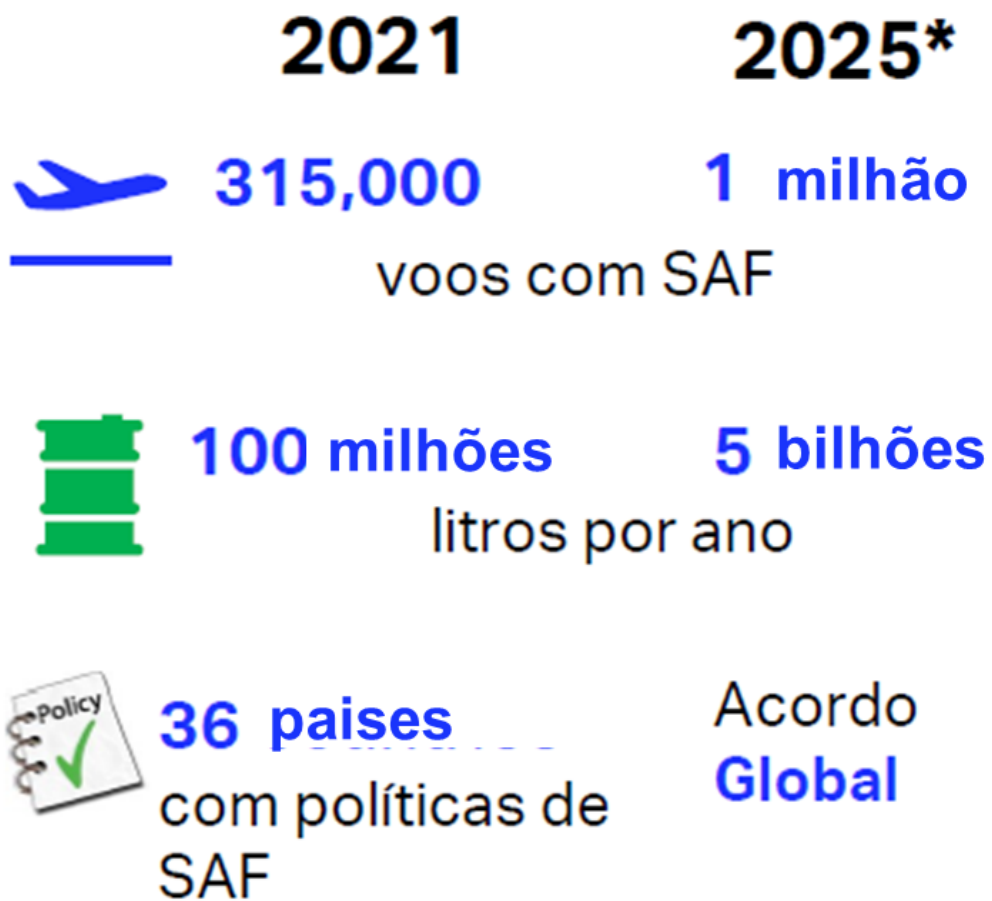 2021 2025*
315,000 1 milhão
voos com SAF
100 milhões 5 bilhões
litros por ano
Policy
36 paises
com políticas de
SAF
Acordo
Global